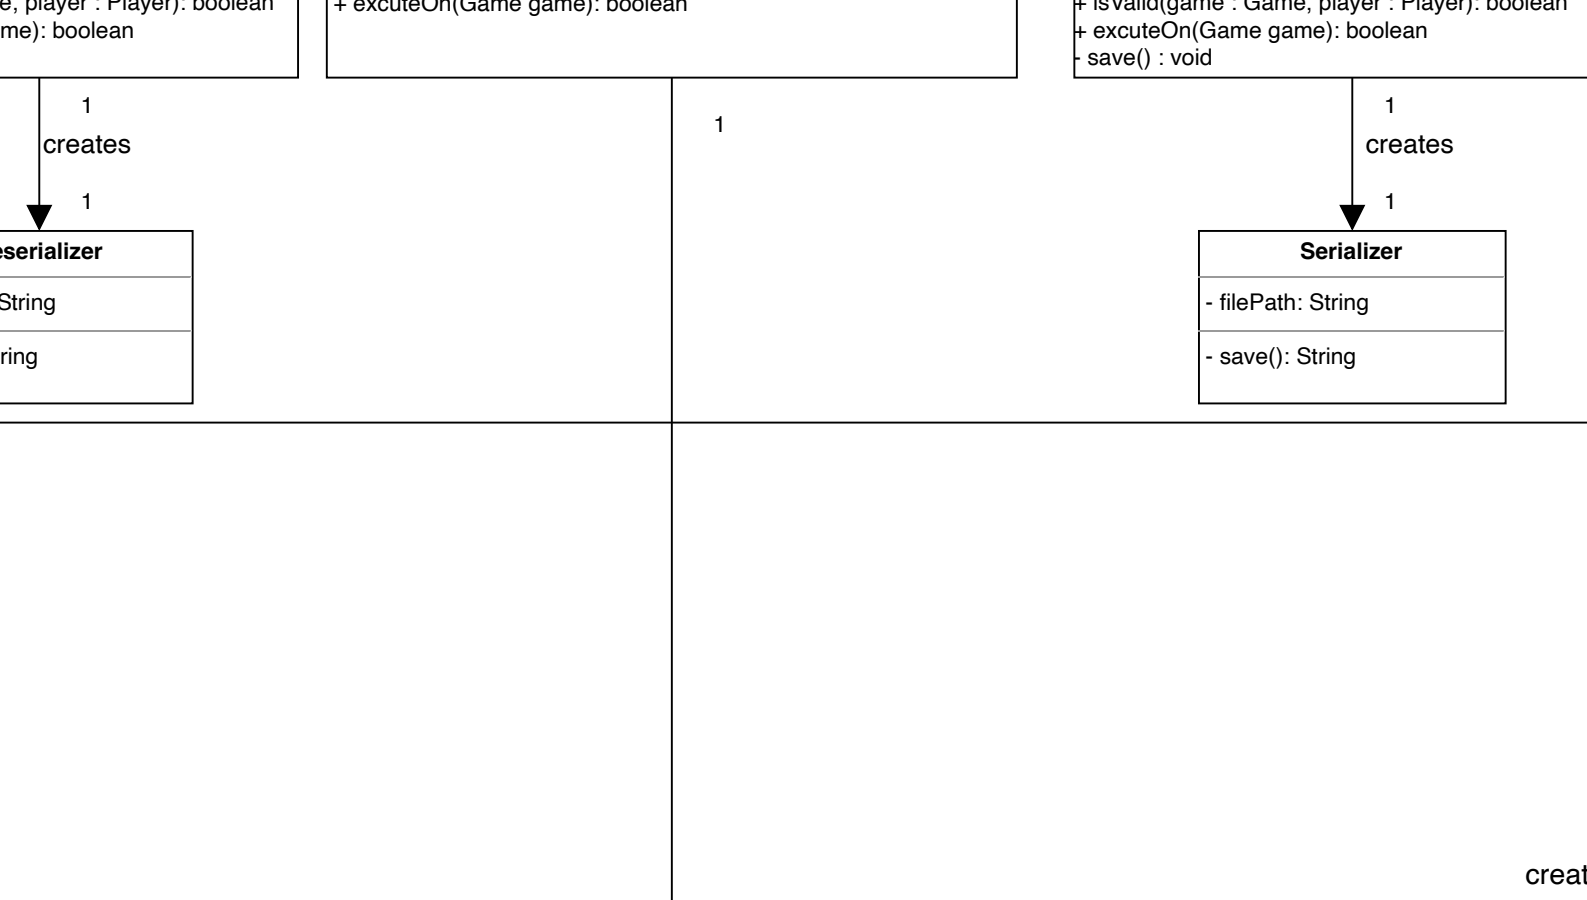 e, player : Player): boolean
me): boolean
+ excuteOn(Game game): boolean
+ isValid(game : Game, player : Player): boolean
+ excuteOn(Game game): boolean
- save() : void
1
creates
1
1
1
creates
1
eserializer
String
ring
Serializer
- filePath: String
- save(): String
creat